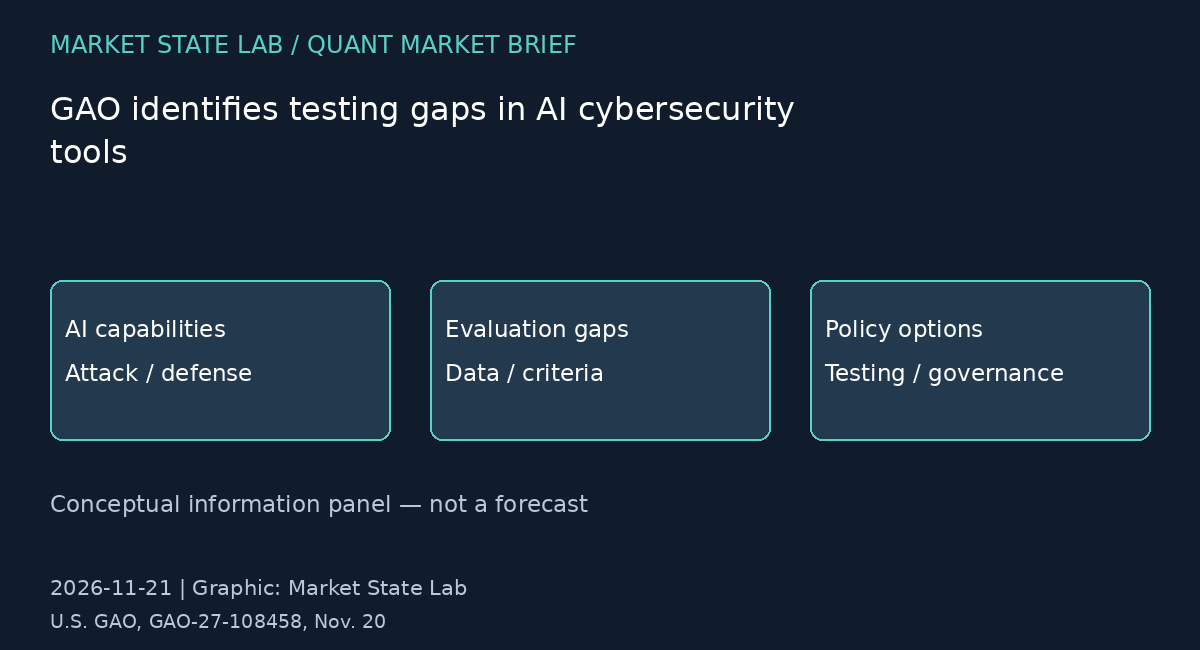 MARKET STATE LAB / QUANT MARKET BRIEF
GAO identifies testing gaps in AI cybersecurity
tools
AI capabilities
Attack / defense
Evaluation gaps
Data / criteria
Policy options
Testing / governance
Conceptual information panel — not a forecast
2026-11-21 | Graphic: Market State Lab
U.S. GAO, GAO-27-108458, Nov. 20